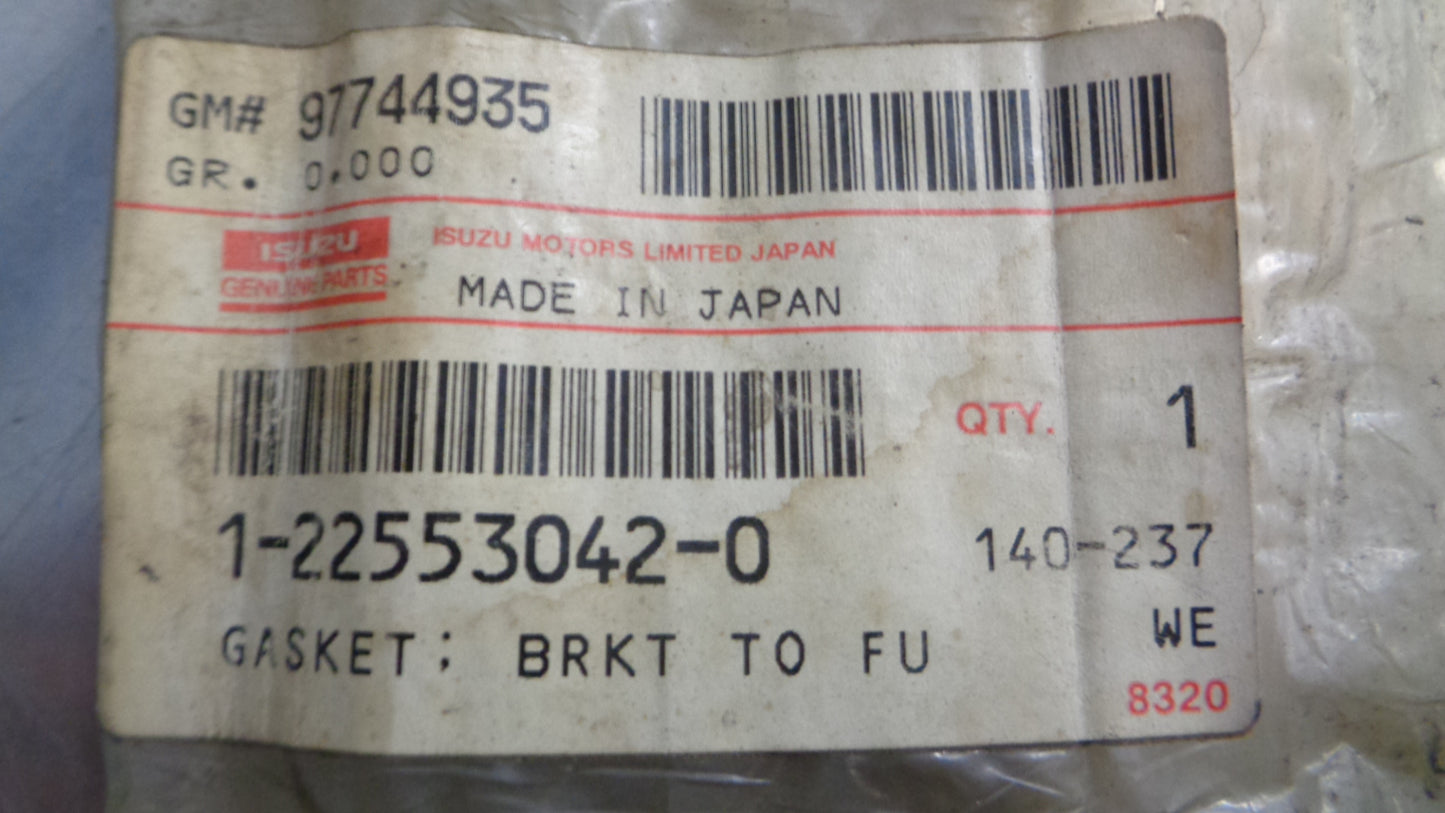 GM# 97744935
GR. 0.000
ISUZU
GENUINE PARTS
ISUZU MOTORS LIMITED JAPAN
MADE IN JAPAN
QTY. 1
1-22553042-0 140-237
GASKET; BRKT TO FU WE
8320